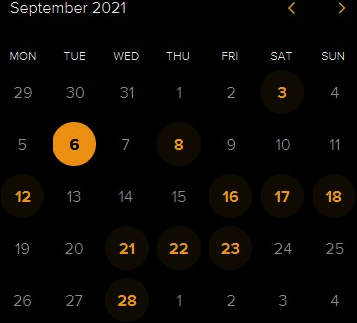 September 2021
MON TUE WED THU FRI SAT SUN
29 30 31 1 2 3 4
5 6 7 8 9 10 11
12 13 14 15 16 17 18
19 20 21 22 23 24 25
26 27 28 1 2 3 4